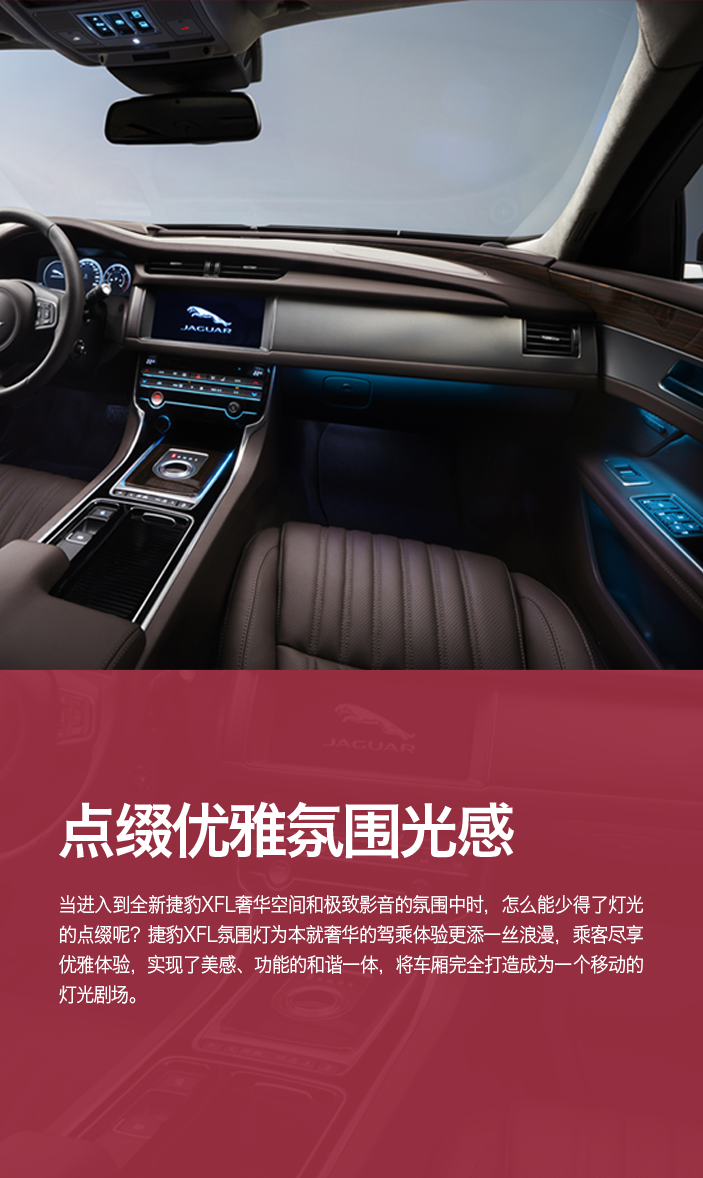 JAGUAR
JAGUAR
点缀优雅氛围光感
当进入到全新捷豹XFL奢华空间和极致影音的氛围中时，怎么能少得了灯光
的点缀呢？捷豹XFL氛围灯为本就奢华的驾乘体验更添一丝浪漫，乘客尽享
优雅体验，实现了美感、功能的和谐一体，将车厢完全打造成为一个移动的
灯光剧场。